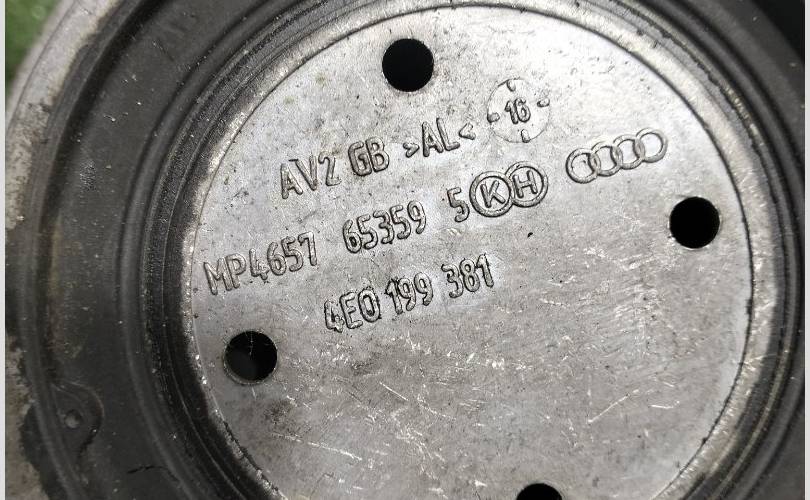 AV2 GB >AL< 16
MP4657 65359 5 KH
4E0 199 381